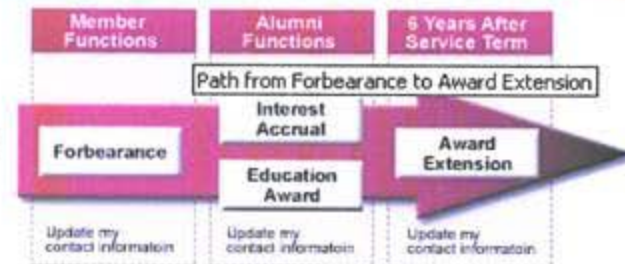 Member
Functions
Alumni
Functions
6 Years After
Service Term
Path from Forbearance to Award Extension
Forbearance
Interest
Accrual
Education
Award
Award
Extension
Update my
contact informatoin
Update my
contact informatoin
Update my
contact informatoin